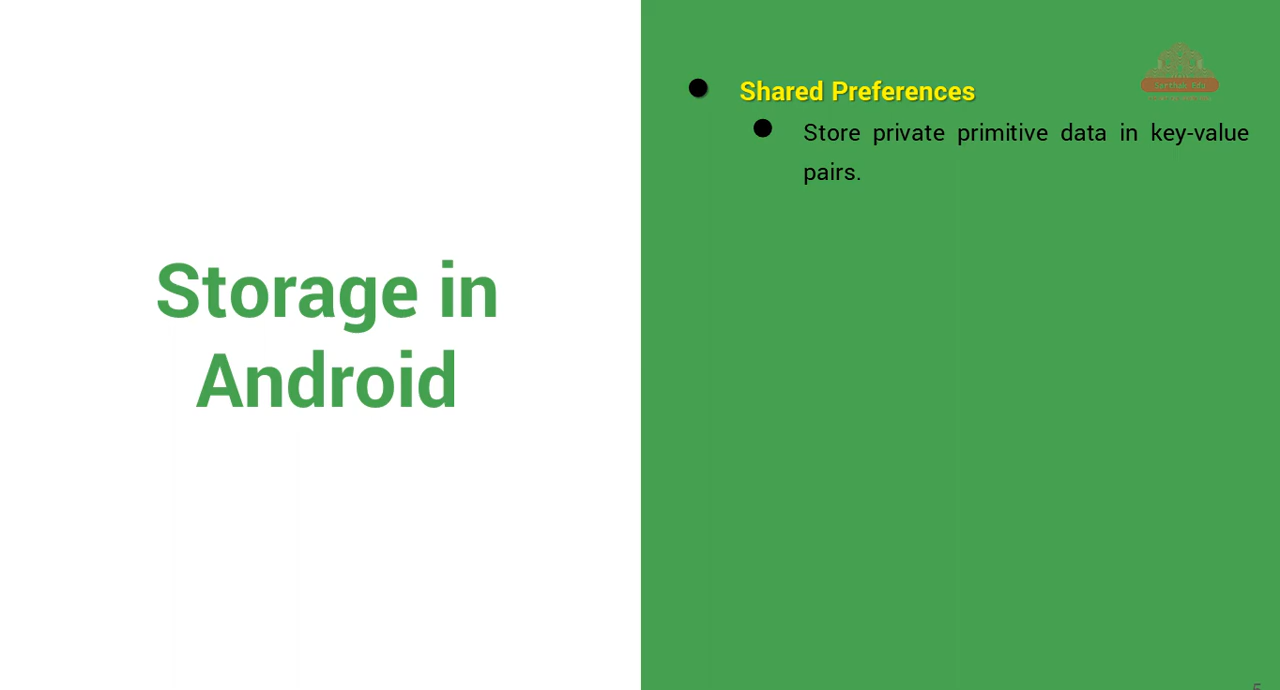 Storage in
Android
Shared Preferences
Store private primitive data in key-value
pairs.